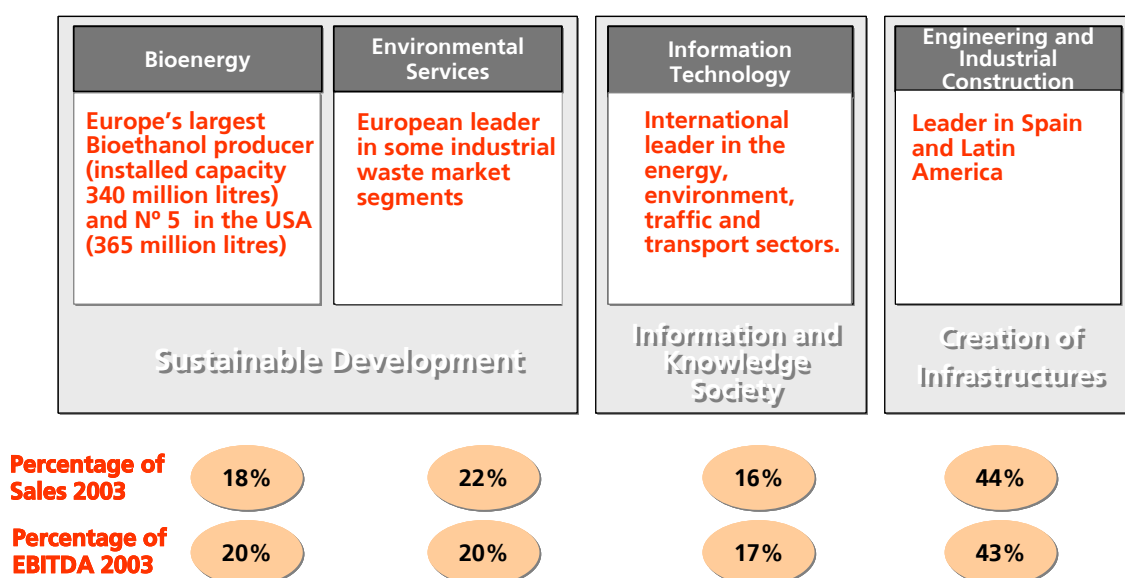 Bioenergy
Europe's largest
Bioethanol producer
(installed capacity
340 million litres)
and Nº 5 in the USA
(365 million litres)
Environmental
Services
European leader
in some industrial
waste market
segments
Sustainable Development
Information
Technology
International
leader in the
energy,
environment,
traffic and
transport sectors.
Information and
Knowledge
Society
Engineering and
Industrial
Construction
Leader in Spain
and Latin
America
Creation of
Infrastructures
Percentage of
Sales 2003
18%
22%
16%
44%
Percentage of
EBITDA 2003
20%
20%
17%
43%